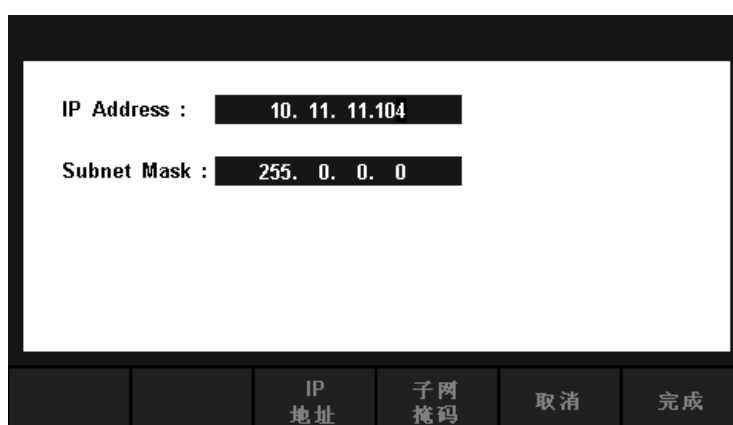 IP Address : 10. 11. 11.104
Subnet Mask : 255. 0. 0. 0
IP
地址
子网
掩码
取消
完成